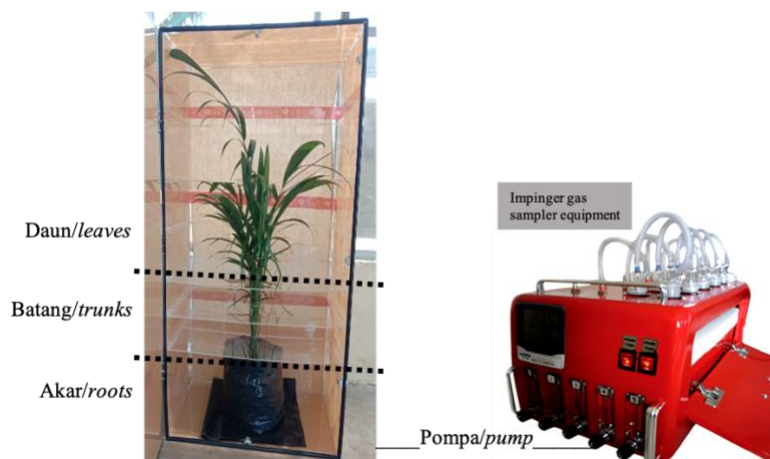 Impinger gas
sampler equipment
Daun/leaves
Batang/trunks
Akar/roots
Pompa/pump